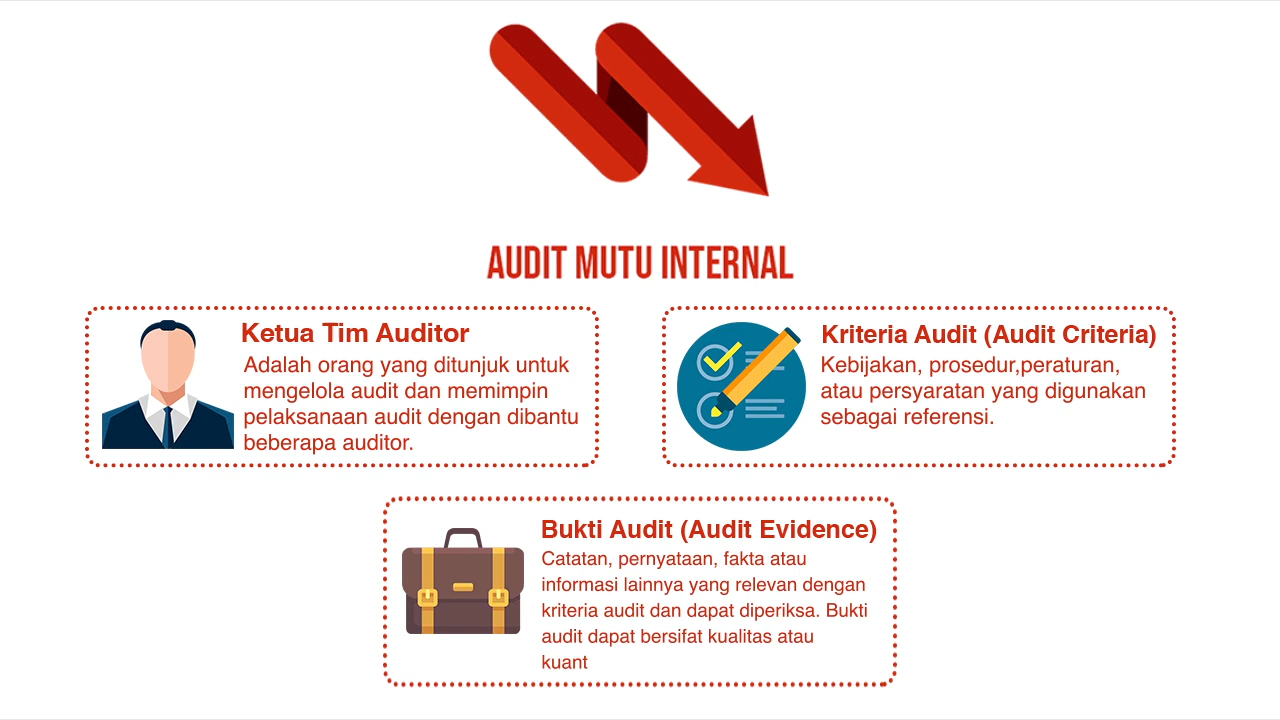 AUDIT MUTU INTERNAL
Ketua Tim Auditor
Adalah orang yang ditunjuk untuk
mengelola audit dan memimpin
pelaksanaan audit dengan dibantu
beberapa auditor.
Kriteria Audit (Audit Criteria)
Kebijakan, prosedur,peraturan,
atau persyaratan yang digunakan
sebagai referensi.
Bukti Audit (Audit Evidence)
Catatan, pernyataan, fakta atau
informasi lainnya yang relevan dengan
kriteria audit dan dapat diperiksa. Bukti
audit dapat bersifat kualitas atau
kuant